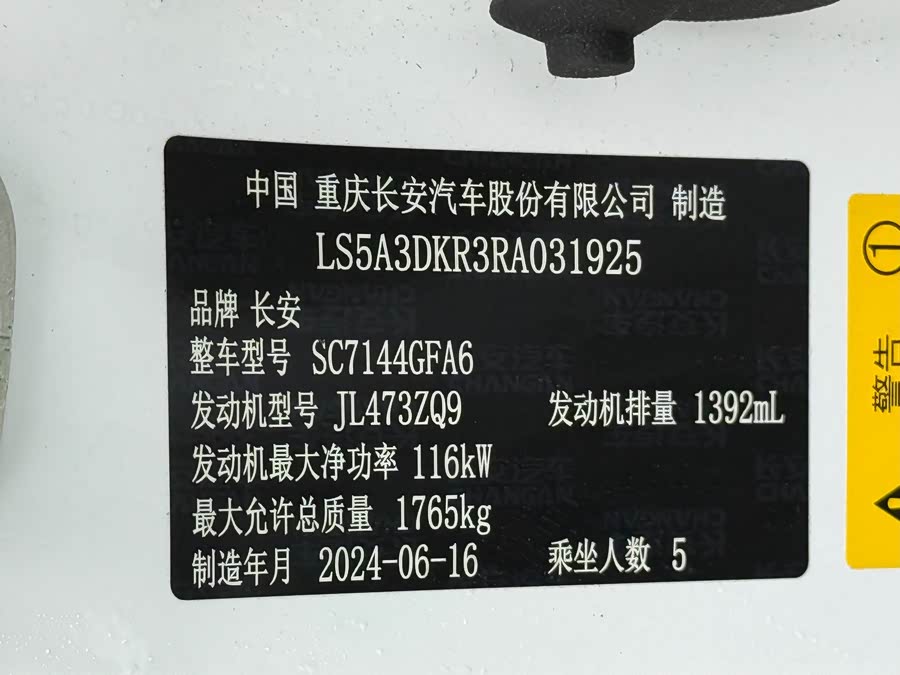 中国 重庆长安汽车股份有限公司 制造
LS5A3DKR3RA031925
品牌 长安
整车型号 SC7144GFA6
发动机型号 JL473ZQ9 发动机排量 1392mL
发动机最大净功率 116kW
最大允许总质量 1765kg
制造年月 2024-06-16 乘坐人数 5
①
警告